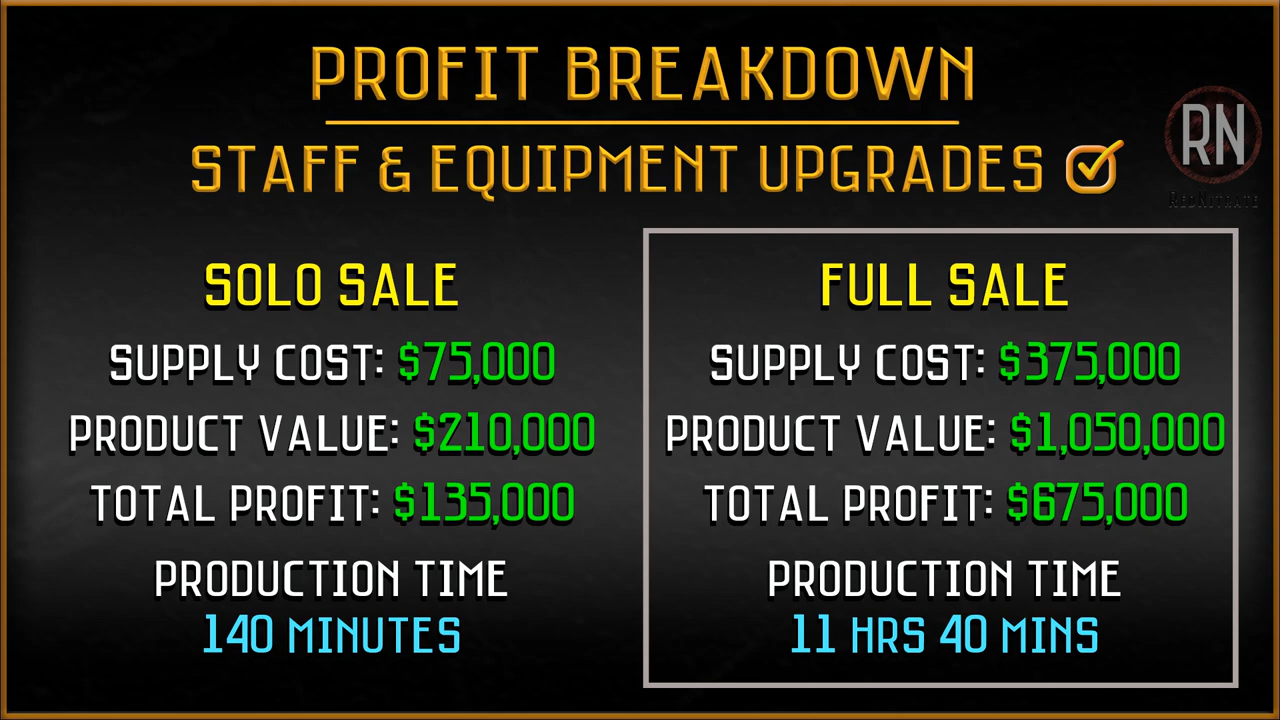 PROFIT BREAKDOWN
STAFF & EQUIPMENT UPGRADES
RN
REDNITRATE
SOLO SALE
SUPPLY COST: $75,000
PRODUCT VALUE: $210,000
TOTAL PROFIT: $135,000
PRODUCTION TIME
140 MINUTES
FULL SALE
SUPPLY COST: $375,000
PRODUCT VALUE: $1,050,000
TOTAL PROFIT: $675,000
PRODUCTION TIME
11 HRS 40 MINS